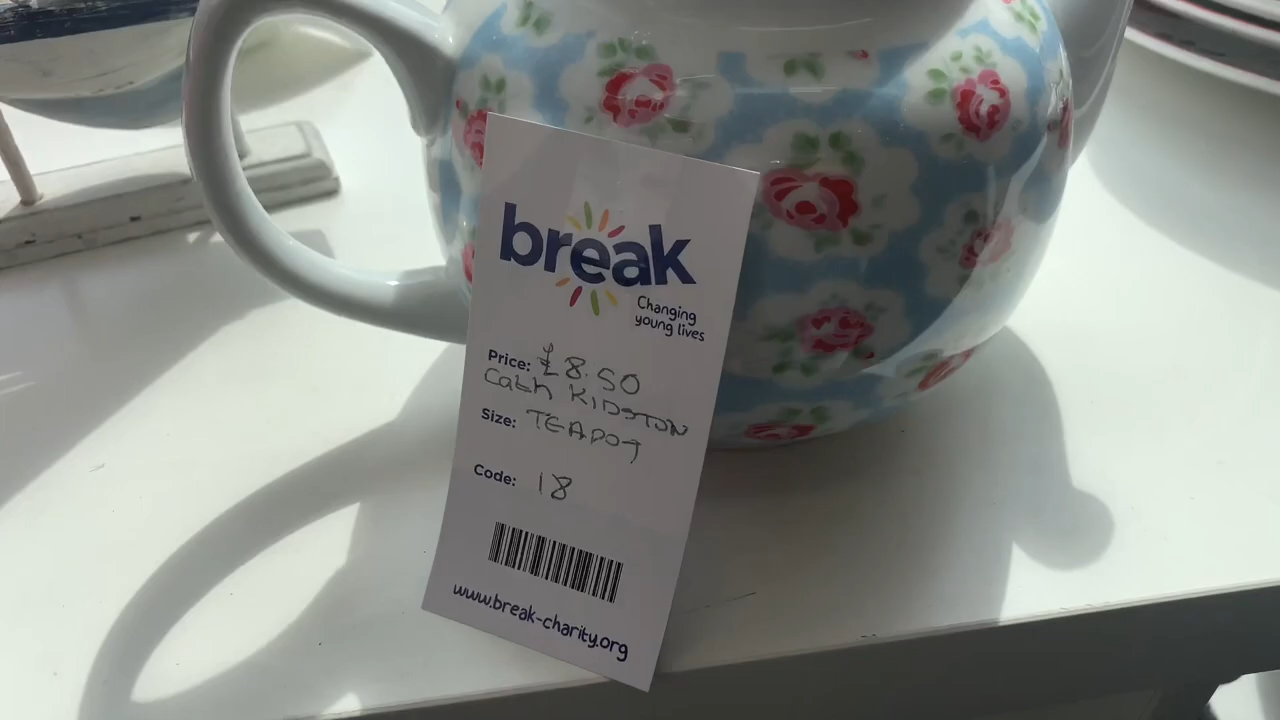 break
Changing
young lives
Price: £8.50
Cath KIDSTON
Size: TEAPOT
Code: 18
www.break-charity.org